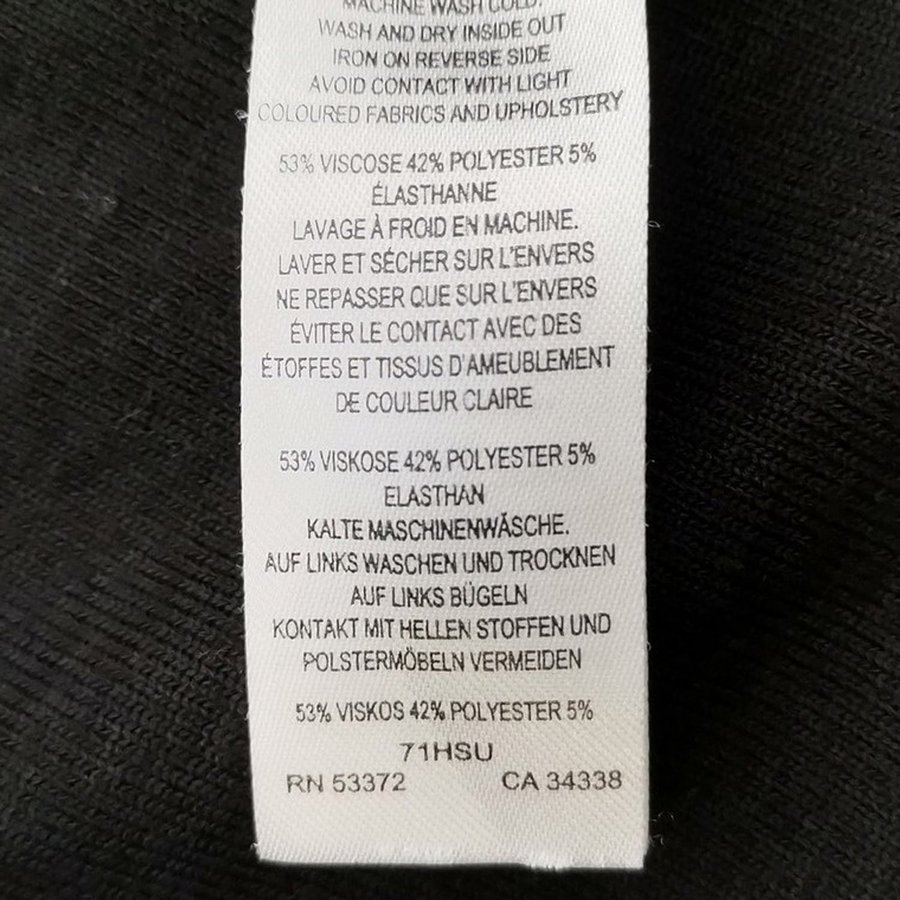 MACHINE WASH COLD.
WASH AND DRY INSIDE OUT
IRON ON REVERSE SIDE
AVOID CONTACT WITH LIGHT
COLOURED FABRICS AND UPHOLSTERY
53% VISCOSE 42% POLYESTER 5%
ÉLASTHANNE
LAVAGE À FROID EN MACHINE.
LAVER ET SÉCHER SUR L'ENVERS
NE REPASSER QUE SUR L'ENVERS
ÉVITER LE CONTACT AVEC DES
ÉTOFFES ET TISSUS D'AMEUBLEMENT
DE COULEUR CLAIRE
53% VISKOSE 42% POLYESTER 5%
ELASTHAN
KALTE MASCHINENWÄSCHE.
AUF LINKS WASCHEN UND TROCKNEN
AUF LINKS BÜGELN
KONTAKT MIT HELLEN STOFFEN UND
POLSTERMÖBELN VERMEIDEN
53% VISKOS 42% POLYESTER 5%
71HSU
RN 53372 CA 34338